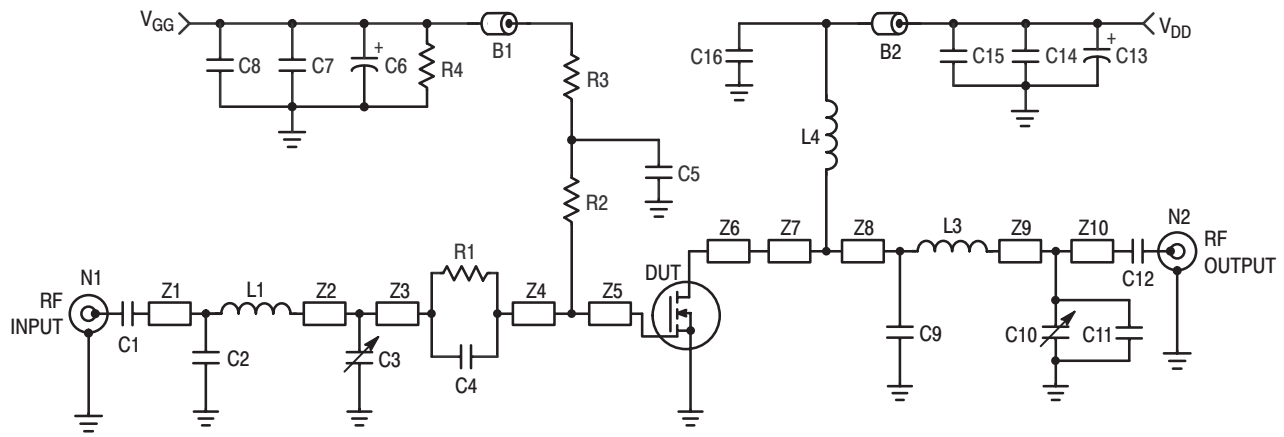 V_GG
B1
B2
V_DD
C8
C7
+
C6
R4
R3
C16
C15
C14
+
C13
L4
C5
R2
N2
RF
OUTPUT
Z6
Z7
Z8
L3
Z9
Z10
C12
R1
DUT
N1
RF
INPUT
Z1
L1
Z2
Z3
Z4
Z5
C1
C2
C3
C4
C9
C10
C11